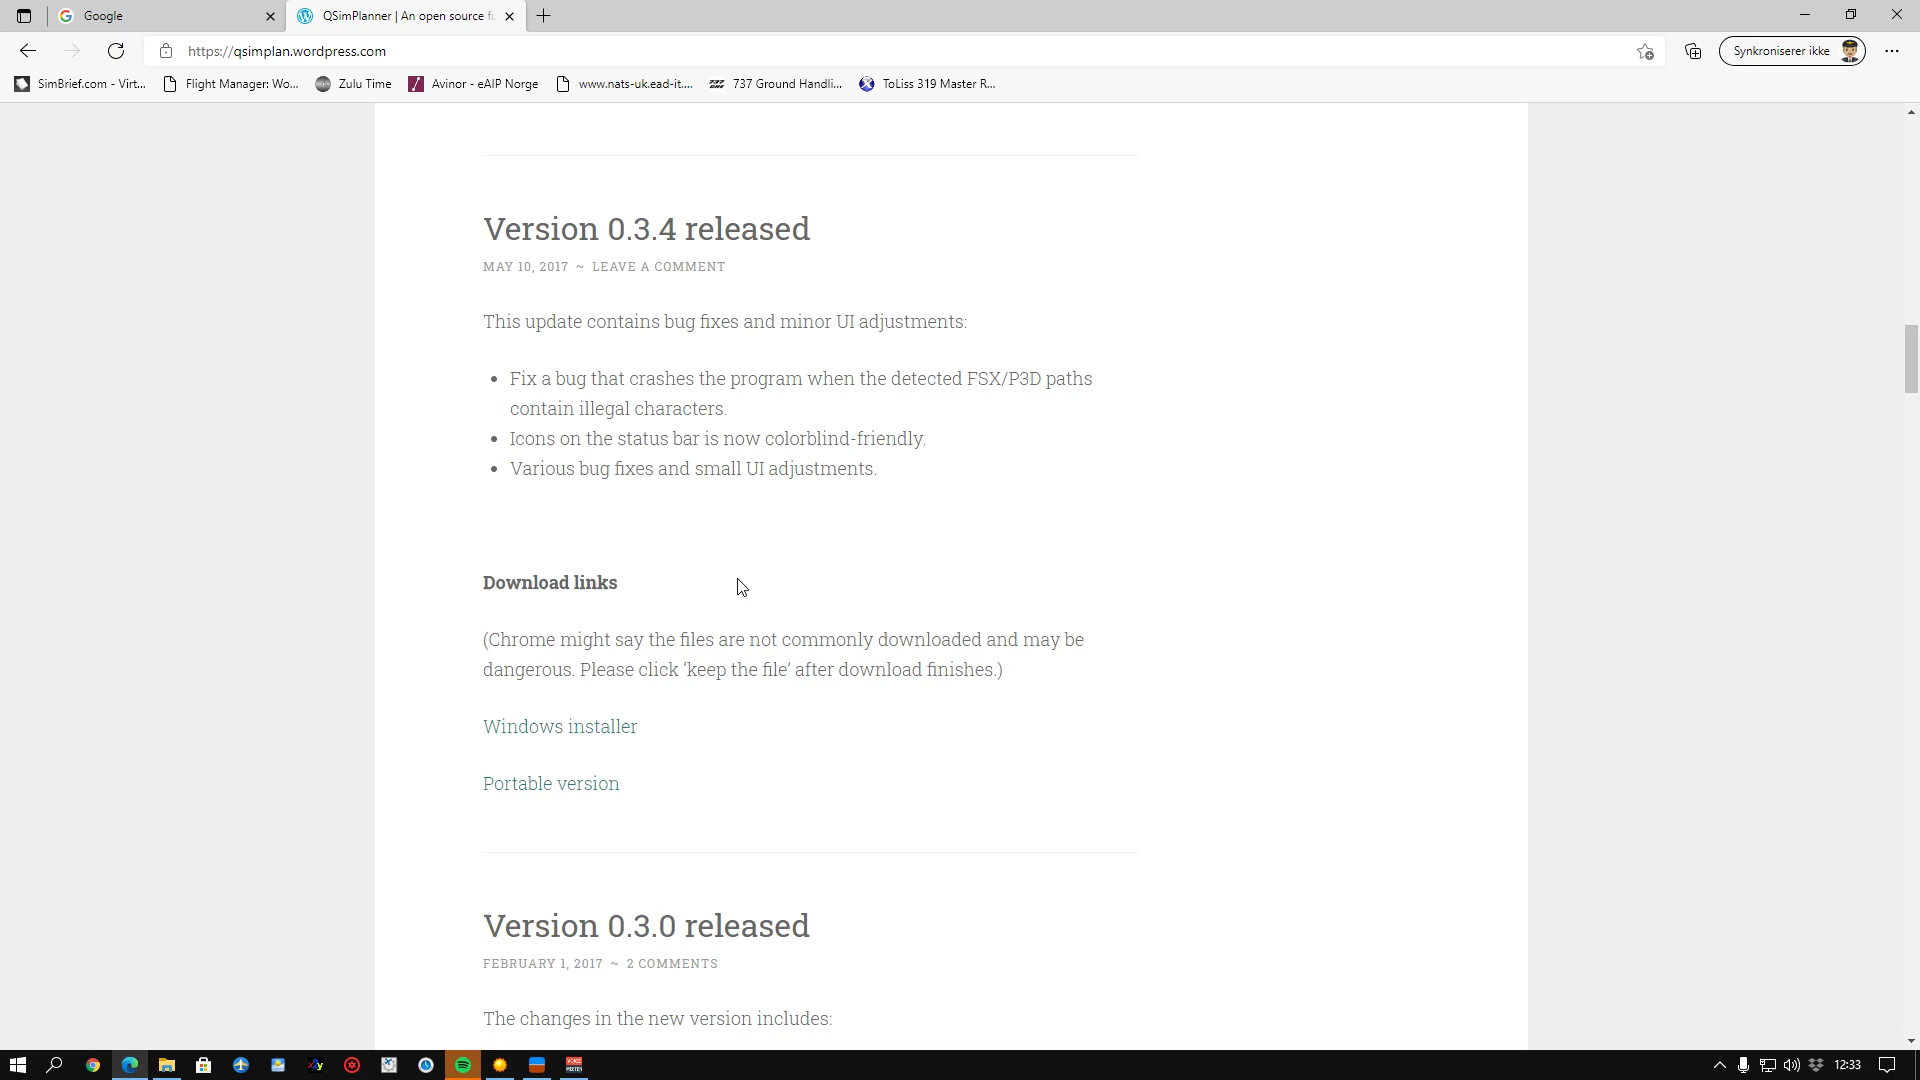 Google
QSimPlanner | An open source fu
https://qsimplan.wordpress.com
Synkroniserer ikke
SimBrief.com - Virt...
Flight Manager: Wo...
Zulu Time
Avinor - eAIP Norge
www.nats-uk.ead-it....
737 Ground Handli...
ToLiss 319 Master R...
Version 0.3.4 released
MAY 10, 2017 ~ LEAVE A COMMENT
This update contains bug fixes and minor UI adjustments:
• Fix a bug that crashes the program when the detected FSX/P3D paths
contain illegal characters.
• Icons on the status bar is now colorblind-friendly.
• Various bug fixes and small UI adjustments.
Download links
(Chrome might say the files are not commonly downloaded and may be
dangerous. Please click ‘keep the file’ after download finishes.)
Windows installer
Portable version
Version 0.3.0 released
FEBRUARY 1, 2017 ~ 2 COMMENTS
The changes in the new version includes:
12:33